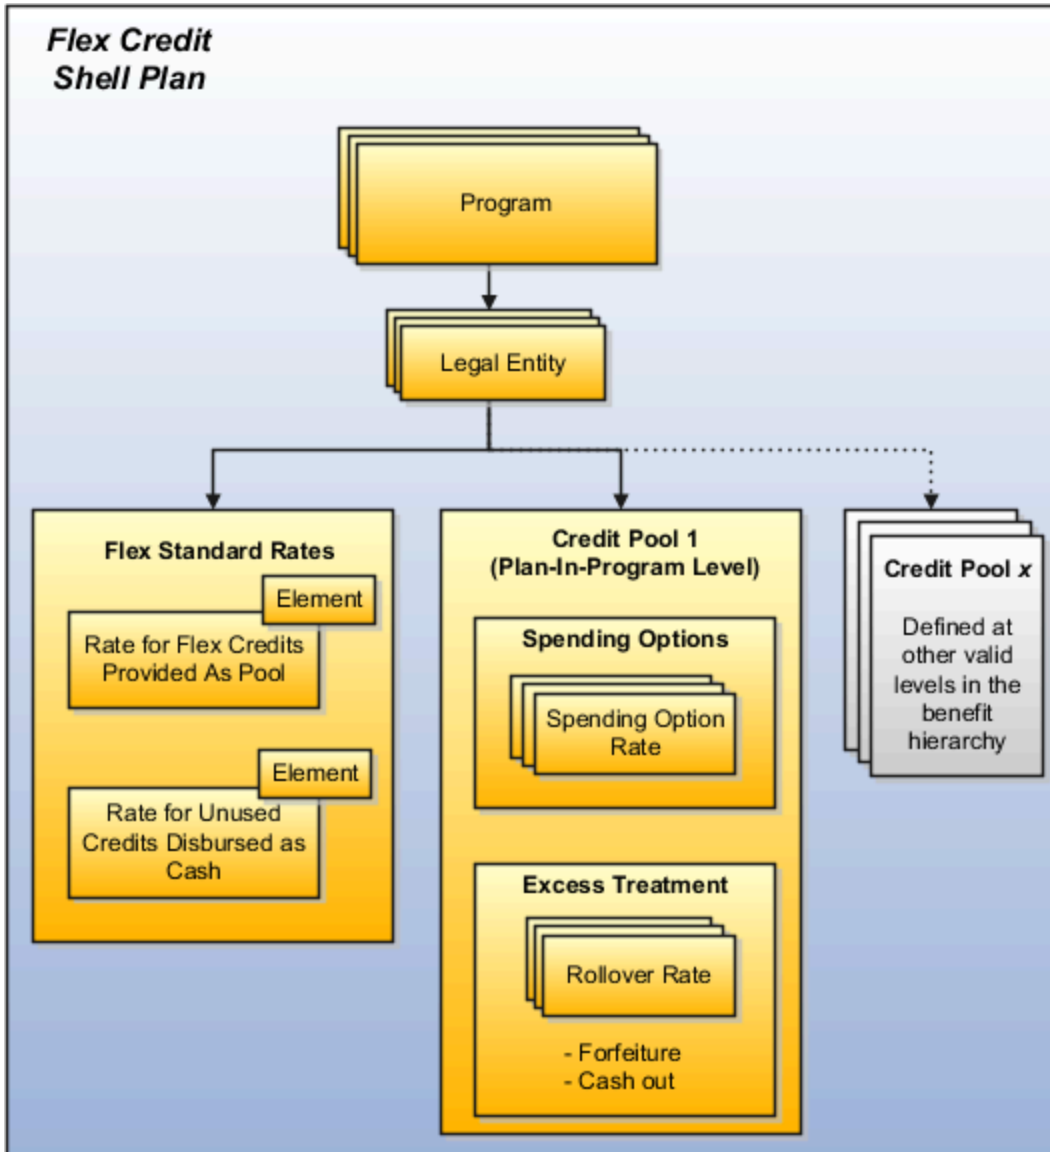 Flex Credit
Shell Plan
Program
Legal Entity
Flex Standard Rates
Element
Rate for Flex Credits
Provided As Pool
Element
Rate for Unused
Credits Disbursed as
Cash
Credit Pool 1
(Plan-In-Program Level)
Spending Options
Spending Option
Rate
Excess Treatment
Rollover Rate
- Forfeiture
- Cash out
Credit Pool x
Defined at
other valid
levels in the
benefit
hierarchy